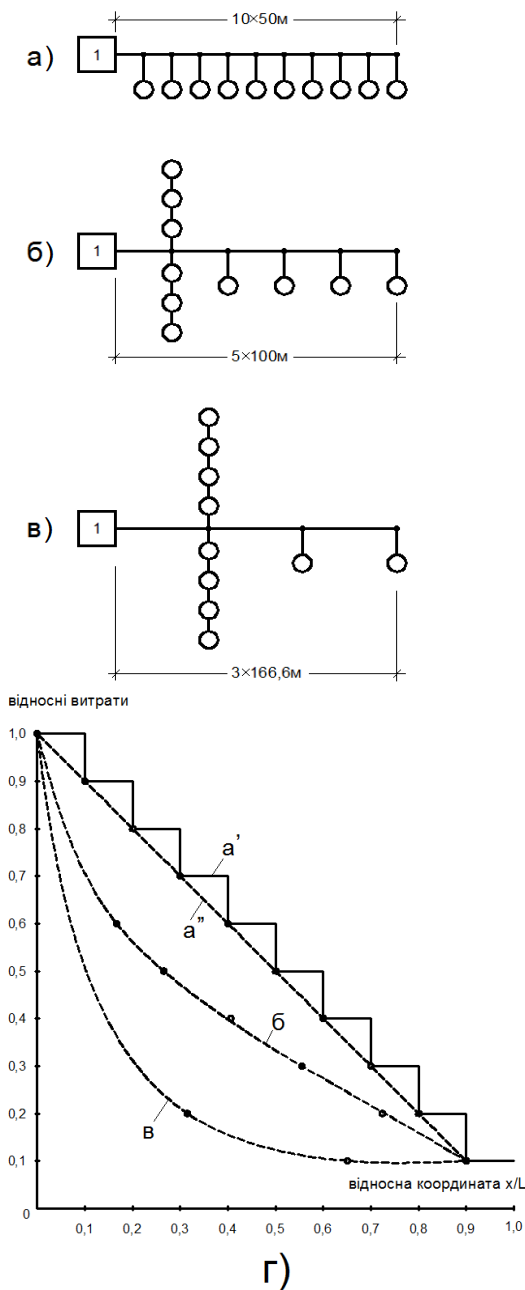 10×50м
а)
1
б)
1
5×100м
в)
1
3×166,6м
відносні витрати
1,0
0,9
0,8
а’
0,7
а”
0,6
0,5
б
0,4
0,3
в
0,2
0,1
відносна координата x/L
0
0,1
0,2
0,3
0,4
0,5
0,6
0,7
0,8
0,9
1,0
г)